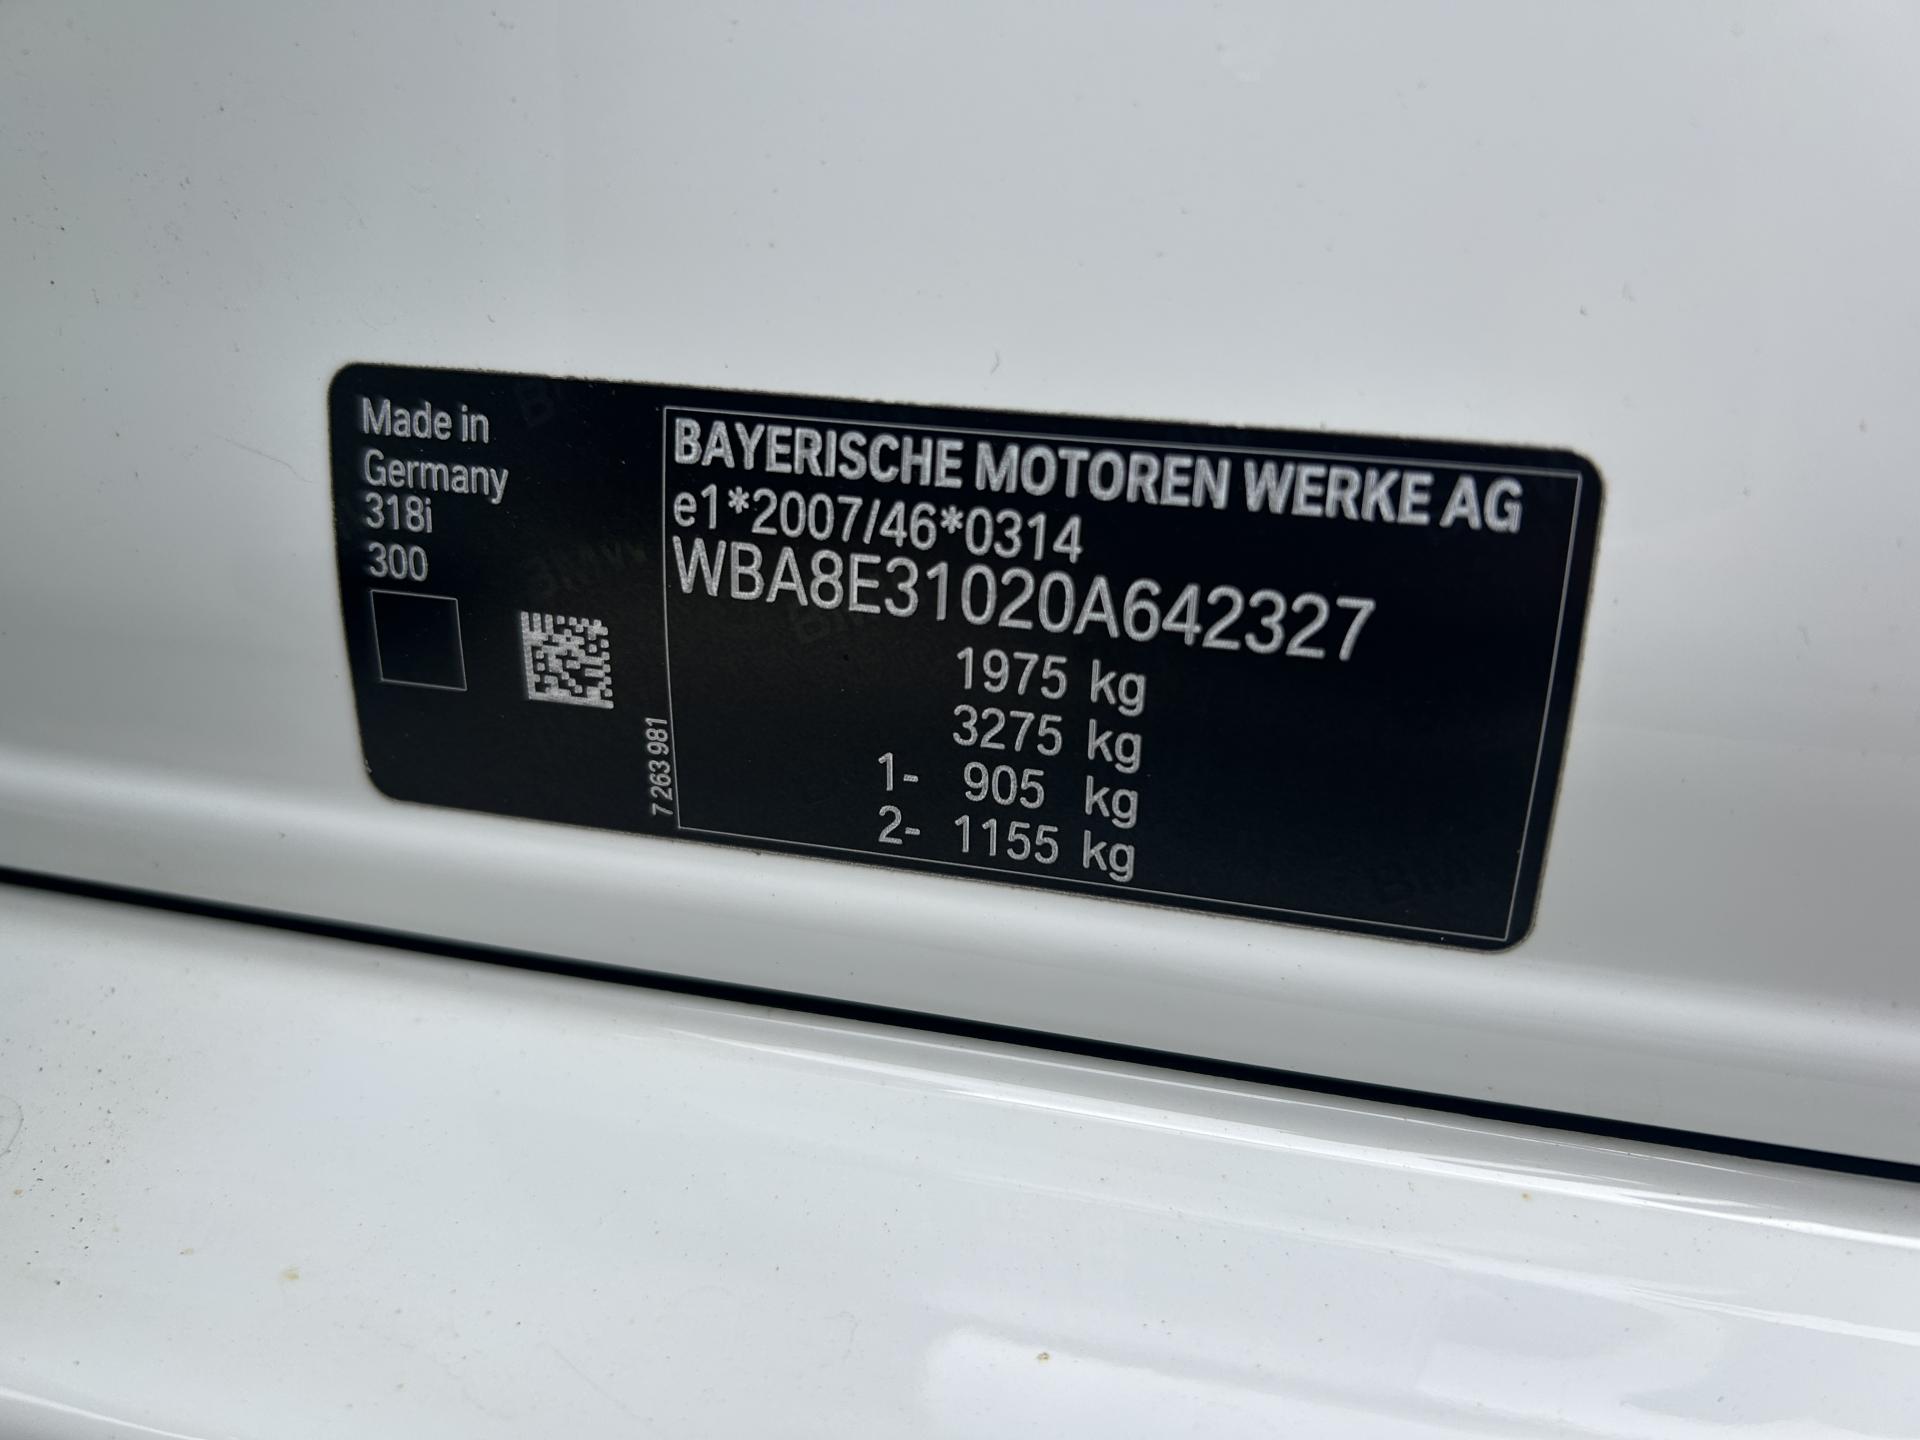 Made in
Germany
318i
300
7 263 981
BAYERISCHE MOTOREN WERKE AG
e1*2007/46*0314
WBA8E31020A642327
1975 kg
3275 kg
1- 905 kg
2- 1155 kg